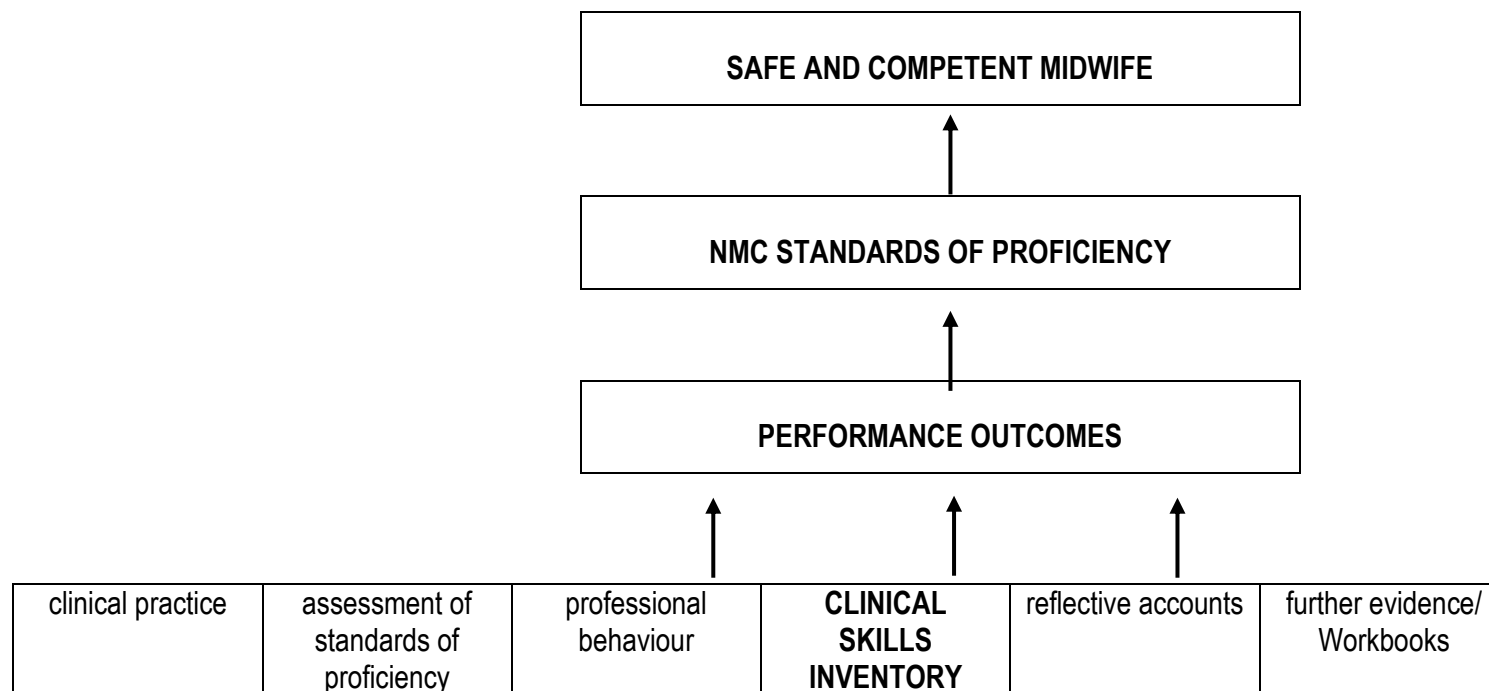 SAFE AND COMPETENT MIDWIFE
NMC STANDARDS OF PROFICIENCY
PERFORMANCE OUTCOMES
clinical practice
assessment of
standards of
proficiency
professional
behaviour
CLINICAL
SKILLS
INVENTORY
reflective accounts
further evidence/
Workbooks